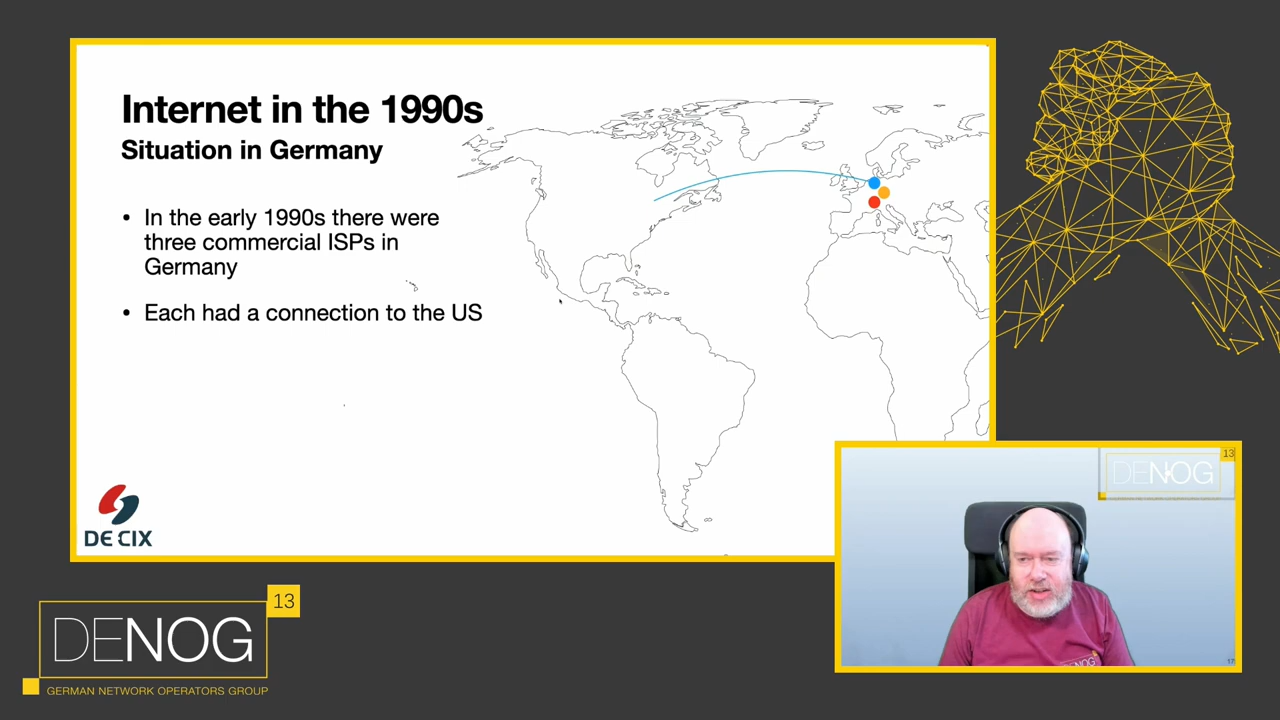 Internet in the 1990s
Situation in Germany
• In the early 1990s there were
three commercial ISPs in
Germany
• Each had a connection to the US
DE CIX
13
DENOG
GERMAN NETWORK OPERATORS GROUP
13
DENOG
DENOG